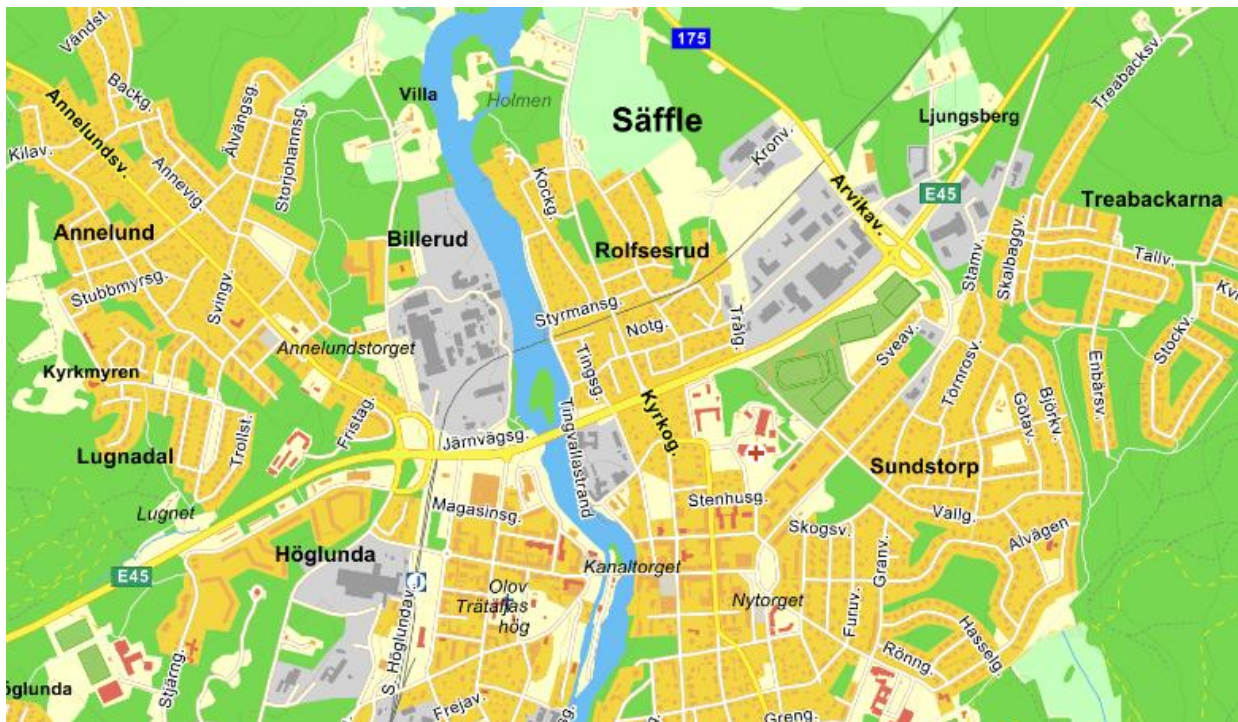 Vändst.
175
Villa
Holmen
Treabacksv.
Annelundsv.
Backg.
Älvängsg.
Säffle
Ljungsberg
Storjohannsg.
Kronv.
Kilav.
Annevig.
Kockg.
Arvikav.
E45
Treabackarna
Annelund
Billerud
Rolfsesrud
Stamv.
Skalbaggv.
Tallv.
Stubbmyrsg.
Svingv.
Styrmansg.
Notg.
Trålg.
Stockv.
Annelundstorget
Tingsg.
Sveav.
Törnrosv.
Enbärsv.
Kyrkmyren
Götav.
Björkv.
Fristag.
Järnvägsg.
Tingvallastrand
Kyrkog.
Trollst.
Lugnadal
Sundstorp
Lugnet
Magasinsg.
Stenhusg.
Skogsv.
Vallg.
Alvägen
Höglunda
Kanaltorget
E45
Olov
Trätäljas
hög
Nytorget
Furuv.
Granv.
Hasselg.
S. Höglundav.
Rönng.
Stjärng.
öglunda
Frejav.
Greng.